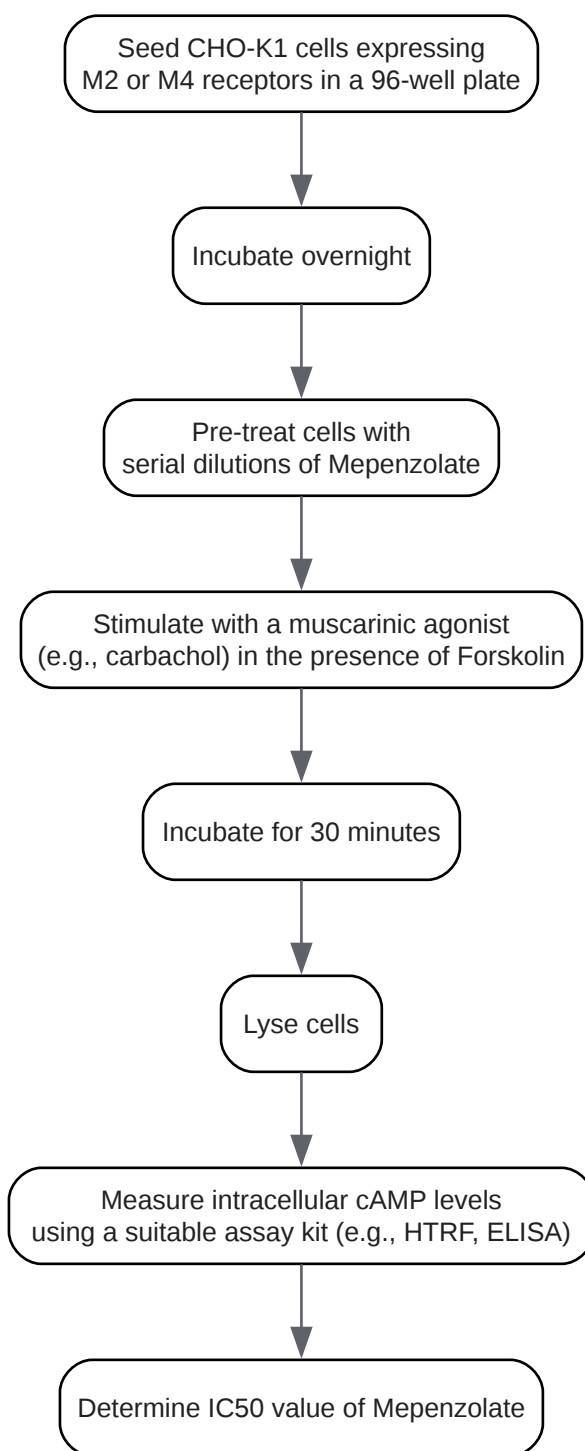 Seed CHO-K1 cells expressing
M2 or M4 receptors in a 96-well plate
Incubate overnight
Pre-treat cells with
serial dilutions of Mepenzolate
Stimulate with a muscarinic agonist
(e.g., carbachol) in the presence of Forskolin
Incubate for 30 minutes
Lyse cells
Measure intracellular cAMP levels
using a suitable assay kit (e.g., HTRF, ELISA)
Determine IC50 value of Mepenzolate